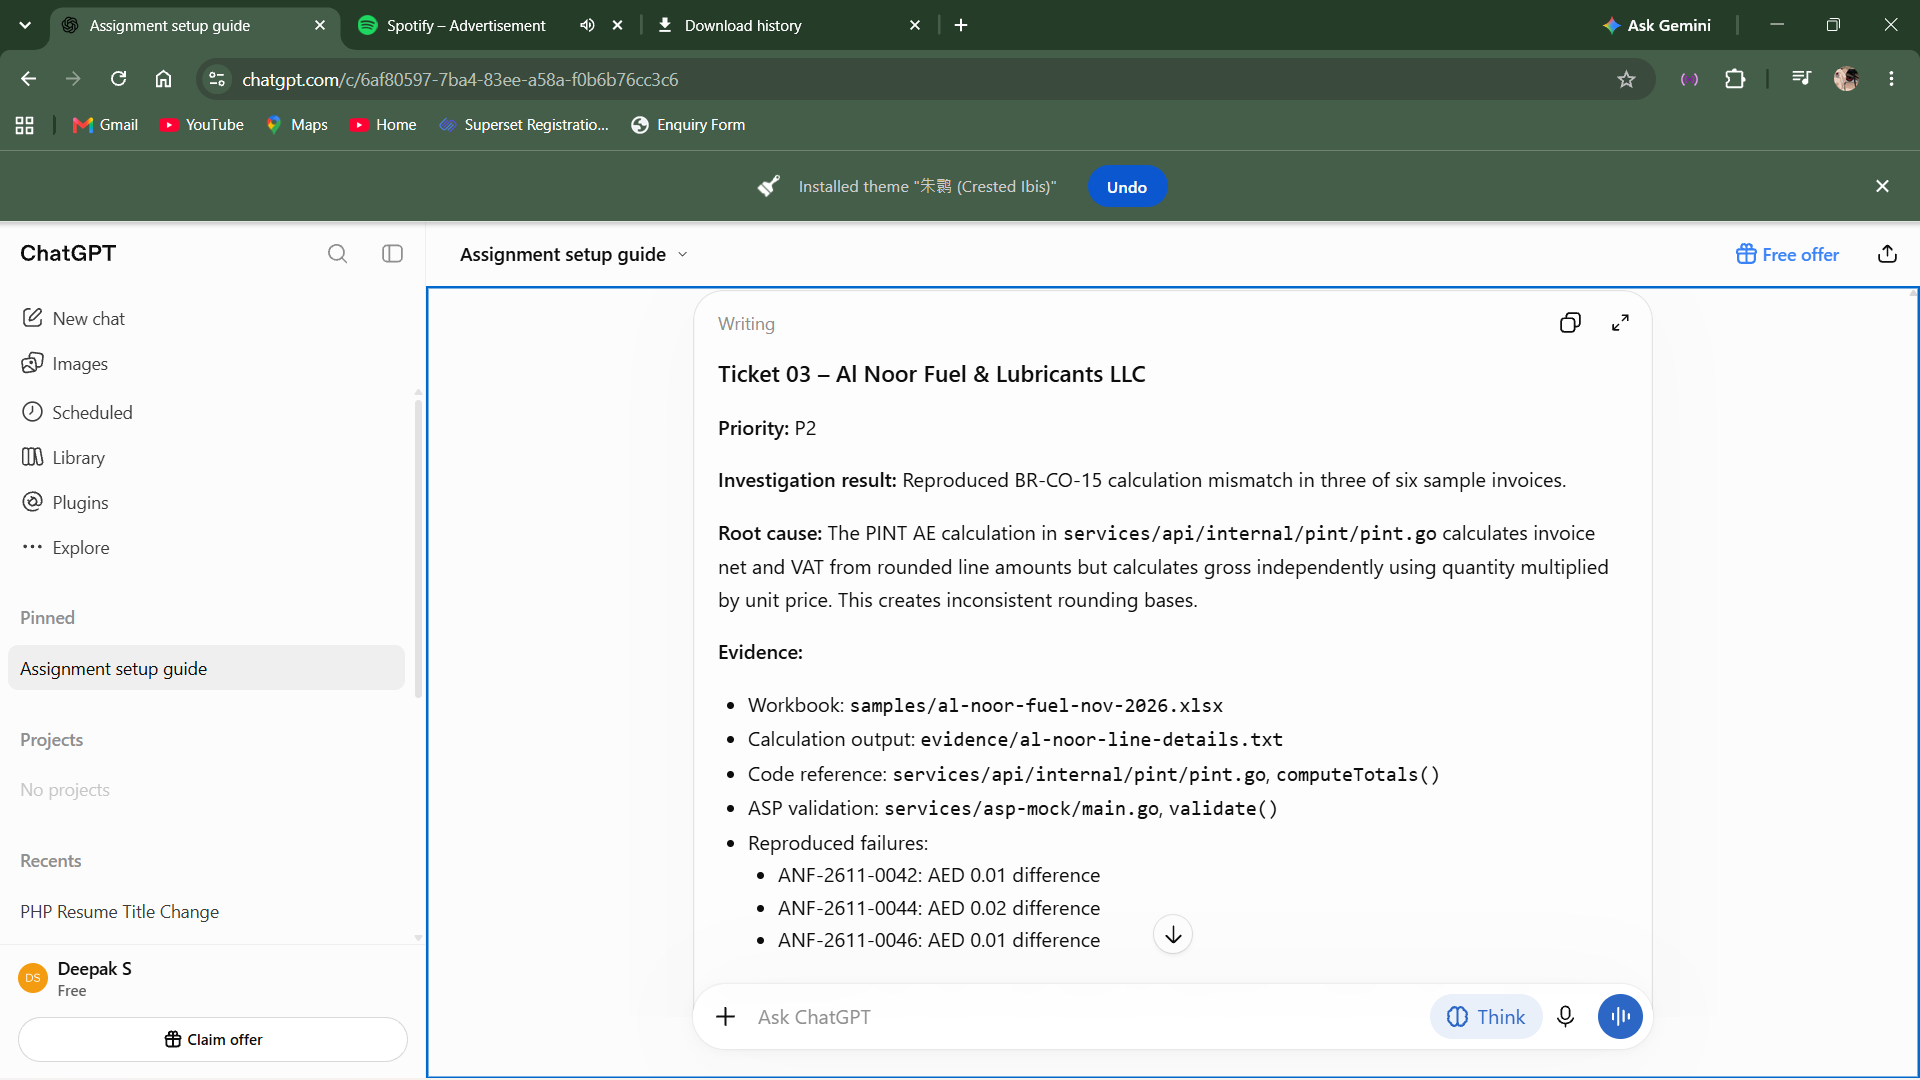 Assignment setup guide
Spotify – Advertisement
Download history
Ask Gemini
chatgpt.com/c/6af80597-7ba4-83ee-a58a-f0b6b76cc3c6
Gmail
YouTube
Maps
Home
Superset Registratio...
Enquiry Form
Installed theme "朱鹮 (Crested Ibis)"
Undo
ChatGPT
New chat
Images
Scheduled
Library
Plugins
Explore
Pinned
Assignment setup guide
Projects
No projects
Recents
PHP Resume Title Change
DS
Deepak S
Free
Claim offer
Assignment setup guide
Free offer
Writing
Ticket 03 – Al Noor Fuel & Lubricants LLC
Priority: P2
Investigation result: Reproduced BR-CO-15 calculation mismatch in three of six sample invoices.
Root cause: The PINT AE calculation in services/api/internal/pint/pint.go calculates invoice
net and VAT from rounded line amounts but calculates gross independently using quantity multiplied
by unit price. This creates inconsistent rounding bases.
Evidence:
• Workbook: samples/al-noor-fuel-nov-2026.xlsx
• Calculation output: evidence/al-noor-line-details.txt
• Code reference: services/api/internal/pint/pint.go, computeTotals()
• ASP validation: services/asp-mock/main.go, validate()
• Reproduced failures:
• ANF-2611-0042: AED 0.01 difference
• ANF-2611-0044: AED 0.02 difference
• ANF-2611-0046: AED 0.01 difference
Ask ChatGPT
Think